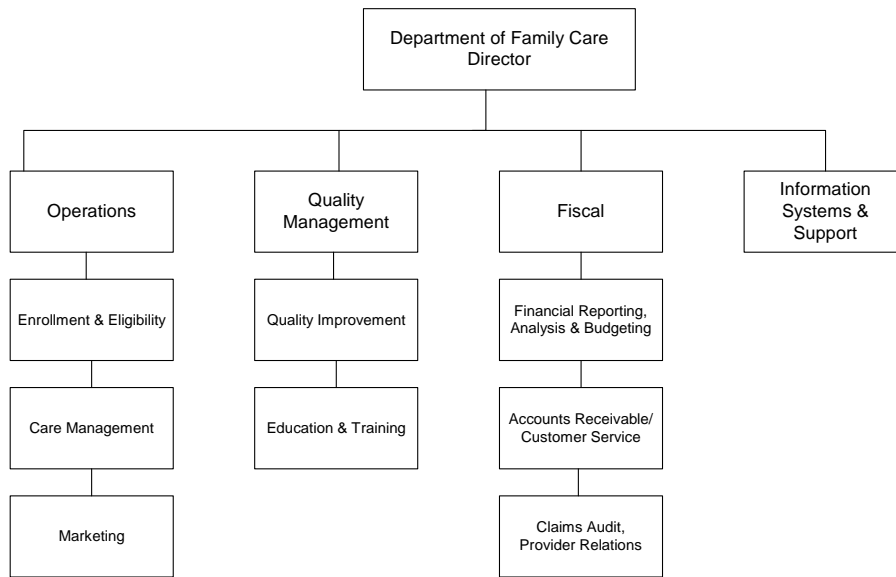 Department of Family Care
Director
Operations
Quality
Management
Fiscal
Information
Systems &
Support
Enrollment & Eligibility
Quality Improvement
Financial Reporting,
Analysis & Budgeting
Care Management
Education & Training
Accounts Receivable/
Customer Service
Marketing
Claims Audit,
Provider Relations